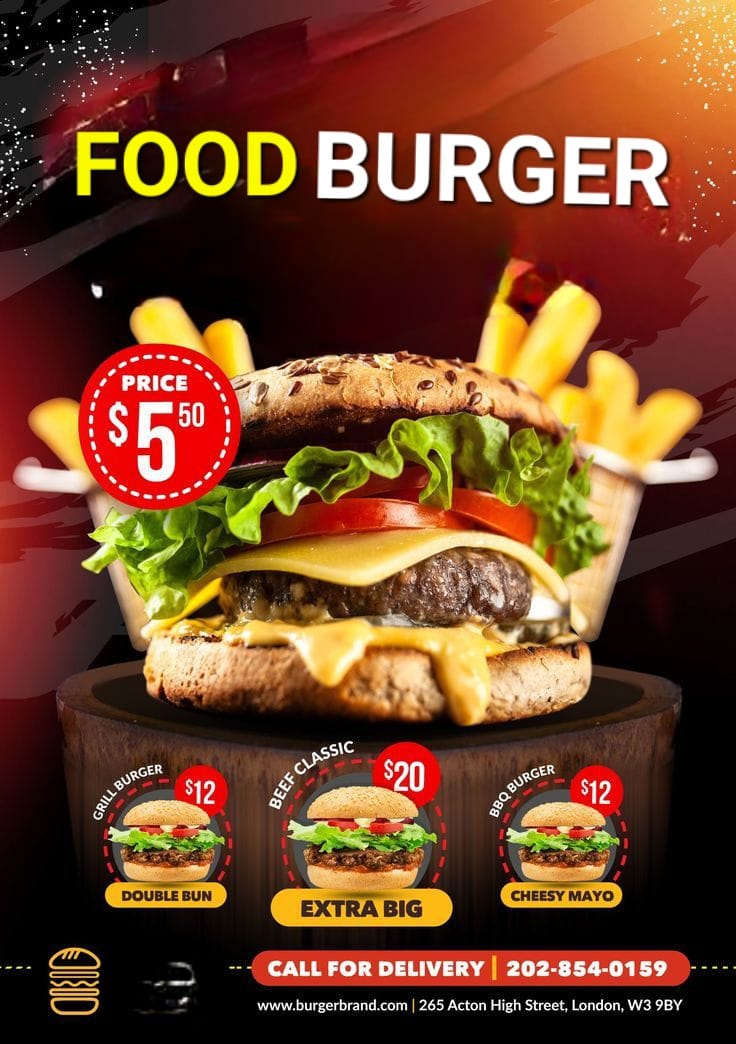 FOOD BURGER
PRICE
$5.50
GRILL BURGER
$12
DOUBLE BUN
BEEF CLASSIC
$20
EXTRA BIG
BBQ BURGER
$12
CHEESY MAYO
CALL FOR DELIVERY | 202-854-0159
www.burgerbrand.com | 265 Acton High Street, London, W3 9BY